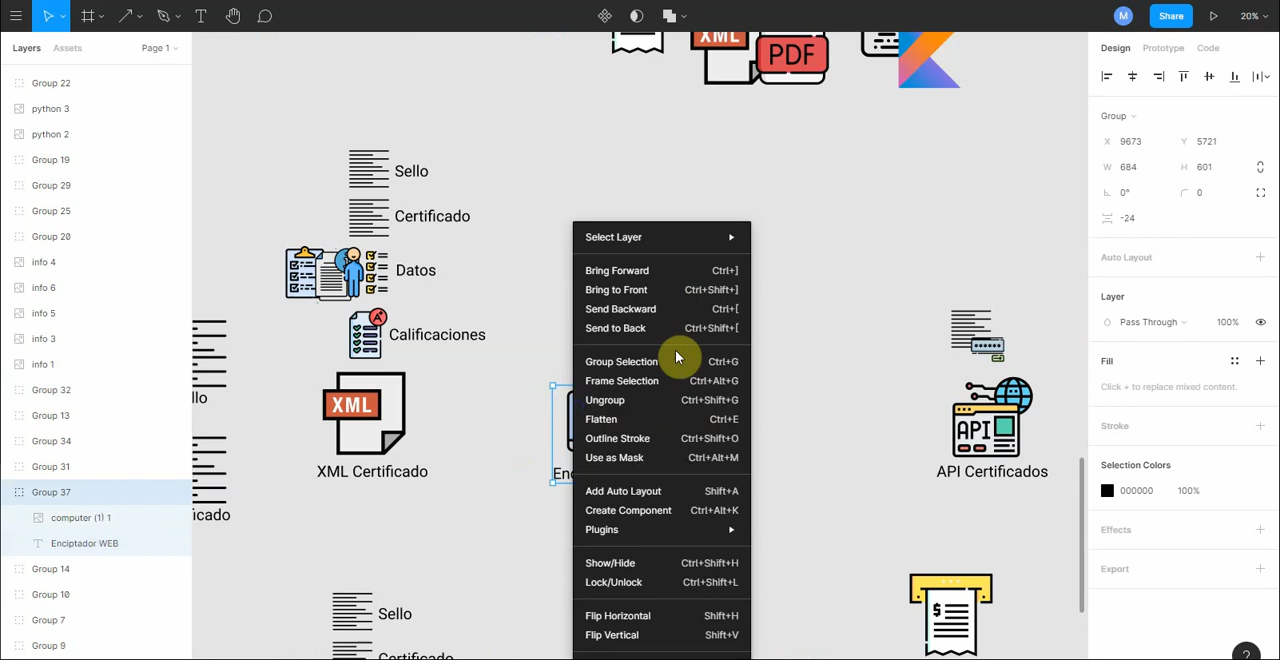 M
Share
20%
Layers
Assets
Page 1
Design
Prototype
Code
Group 22
python 3
python 2
Group 19
Group 29
Group 25
Group 20
info 4
info 6
info 5
info 3
info 1
Group 32
Group 13
Group 34
Group 31
Group 37
computer (1) 1
Enciptador WEB
Group 14
Group 10
Group 7
Group 9
XML
PDF
Sello
Certificado
Datos
A+
Calificaciones
llo
XML
XML Certificado
icado
En
API
API Certificados
Sello
Certificado
$
Select Layer
Bring Forward Ctrl+]
Bring to Front Ctrl+Shift+]
Send Backward Ctrl+[
Send to Back Ctrl+Shift+[
Group Selection Ctrl+G
Frame Selection Ctrl+Alt+G
Ungroup Ctrl+Shift+G
Flatten Ctrl+E
Outline Stroke Ctrl+Shift+O
Use as Mask Ctrl+Alt+M
Add Auto Layout Shift+A
Create Component Ctrl+Alt+K
Plugins
Show/Hide Ctrl+Shift+H
Lock/Unlock Ctrl+Shift+L
Flip Horizontal Shift+H
Flip Vertical Shift+V
Group
X 9673 Y 5721
W 684 H 601
0° 0
-24
Auto Layout
Layer
Pass Through 100%
Fill
Click + to replace mixed content.
Stroke
Selection Colors
000000 100%
Effects
Export
?